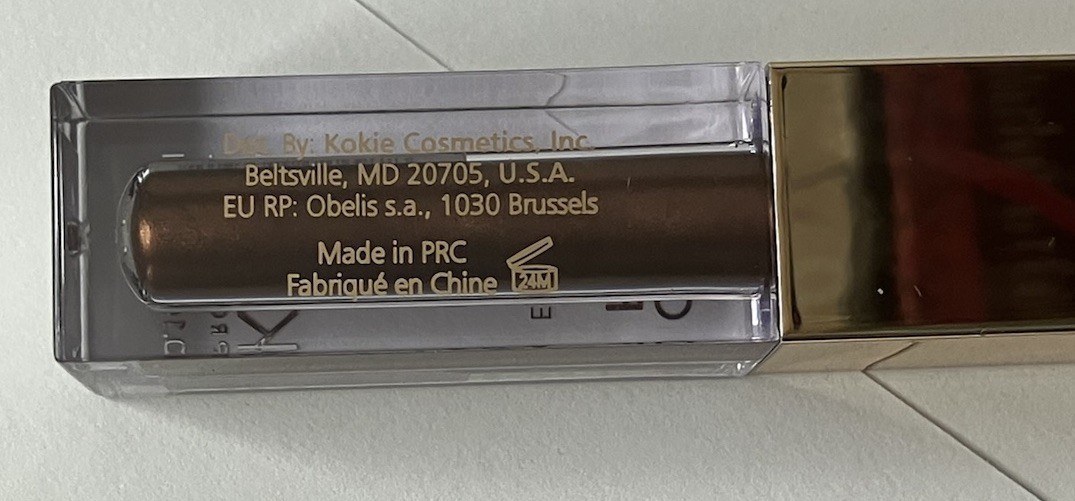 Dist. By: Kokie Cosmetics, Inc.
Beltsville, MD 20705, U.S.A.
EU RP: Obelis s.a., 1030 Brussels
Made in PRC
Fabriqué en Chine 24M